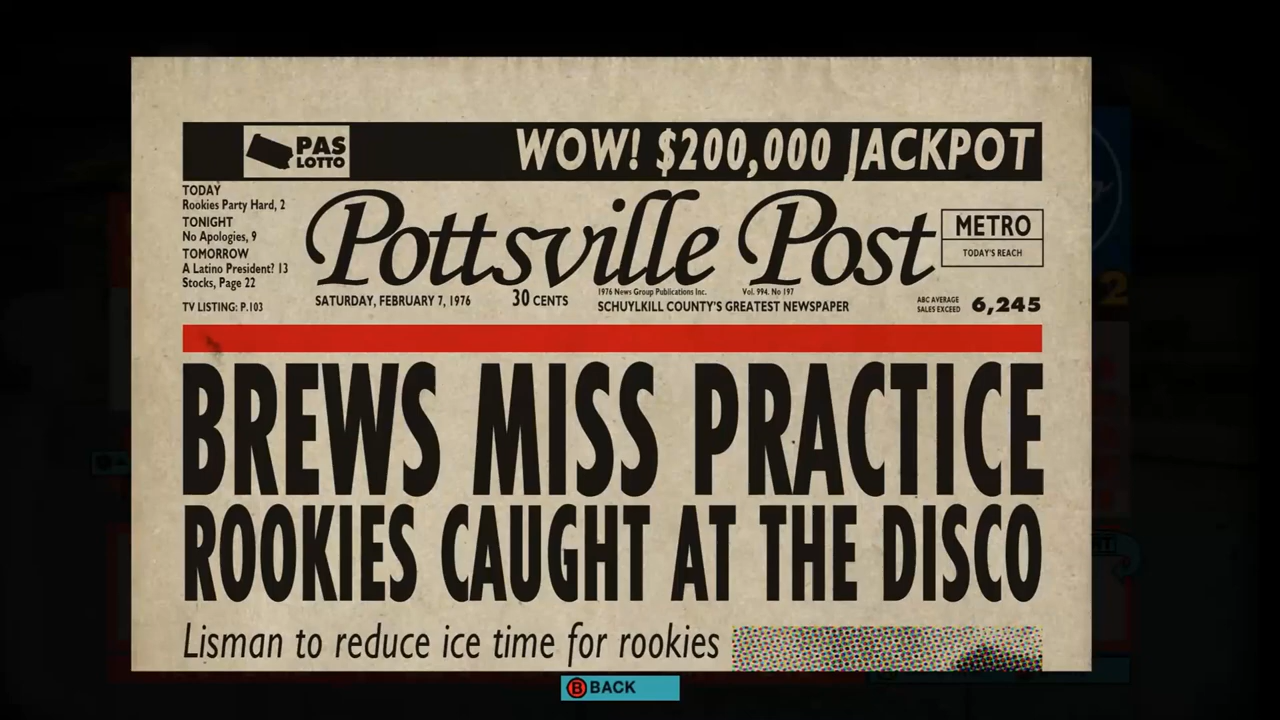 PAS
LOTTO
WOW! $200,000 JACKPOT
TODAY
Rookies Party Hard, 2
TONIGHT
No Apologies, 9
TOMORROW
A Latino President? 13
Stocks, Page 22
TV LISTING: P.103
Pottsville Post
METRO
TODAY'S REACH
SATURDAY, FEBRUARY 7, 1976
30 CENTS
1976 News Group Publications Inc. Vol. 994. No 197
SCHUYLKILL COUNTY'S GREATEST NEWSPAPER
ABC AVERAGE
SALES EXCEED
6,245
BREWS MISS PRACTICE
ROOKIES CAUGHT AT THE DISCO
Lisman to reduce ice time for rookies
B BACK